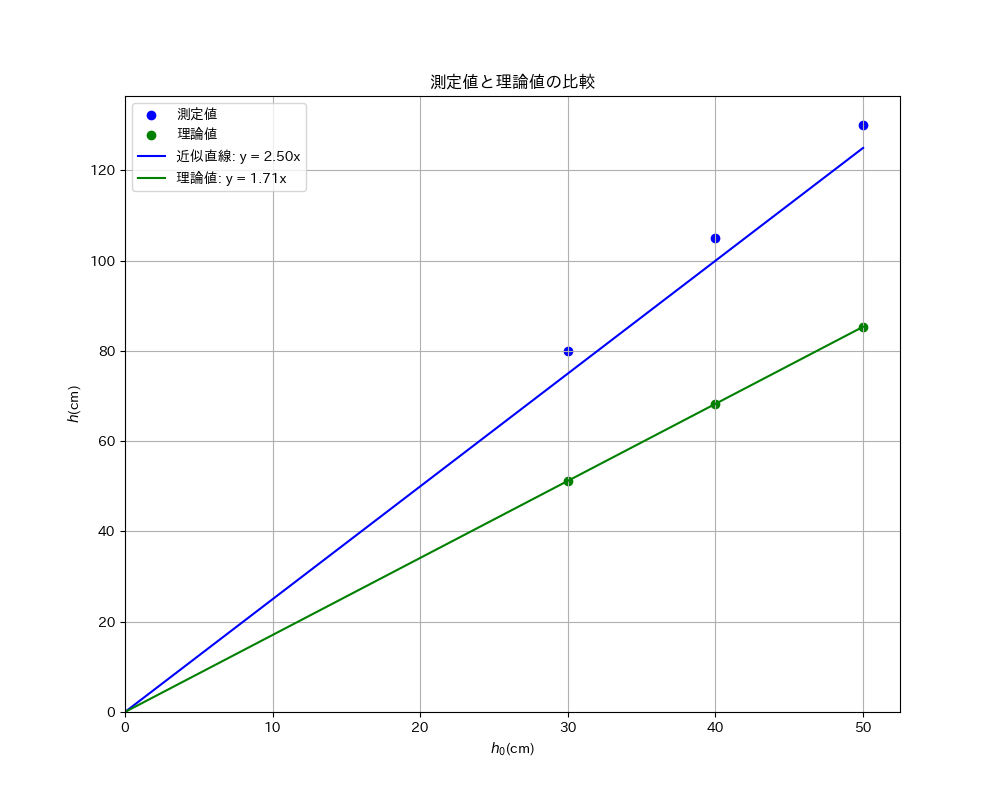 測定値と理論値の比較
測定値
理論値
近似直線: y = 2.50x
理論値: y = 1.71x
120
100
80
60
40
20
0
h(cm)
0 10 20 30 40 50
h₀(cm)